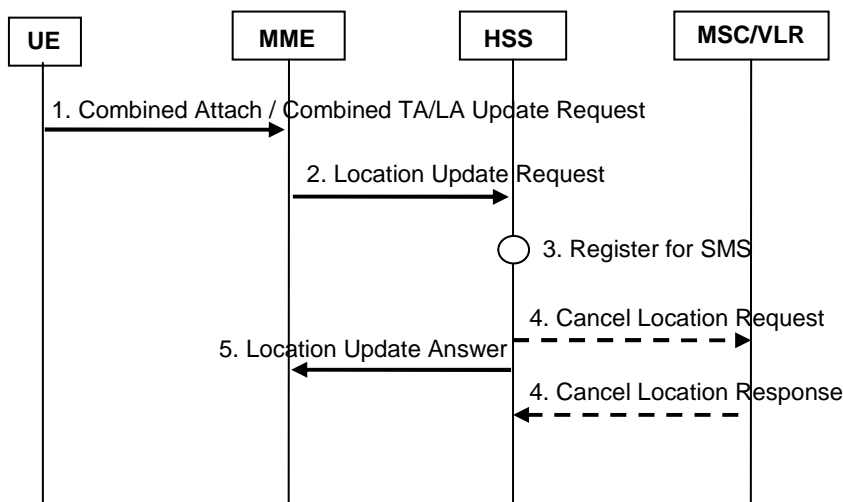 UE
MME
HSS
MSC/VLR
1. Combined Attach / Combined TA/LA Update Request
2. Location Update Request
3. Register for SMS
4. Cancel Location Request
5. Location Update Answer
4. Cancel Location Response